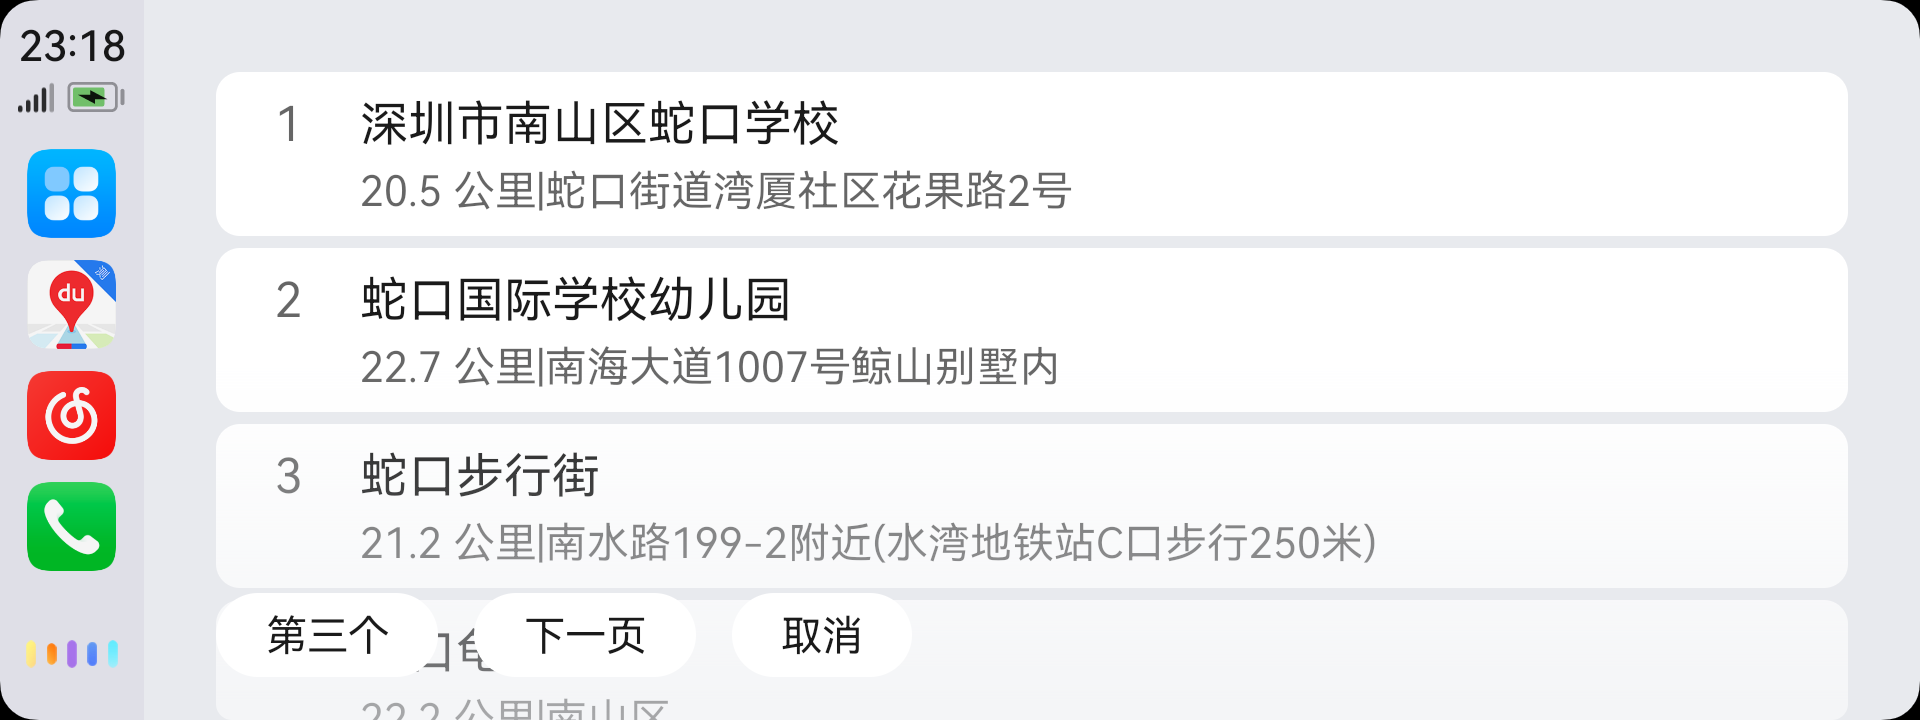 23:18
测
du
1 深圳市南山区蛇口学校
20.5 公里|蛇口街道湾厦社区花果路2号
2 蛇口国际学校幼儿园
22.7 公里|南海大道1007号鲸山别墅内
3 蛇口步行街
21.2 公里|南水路199-2附近(水湾地铁站C口步行250米)
第三个 下一页 取消
口
22.2 公里|南山区